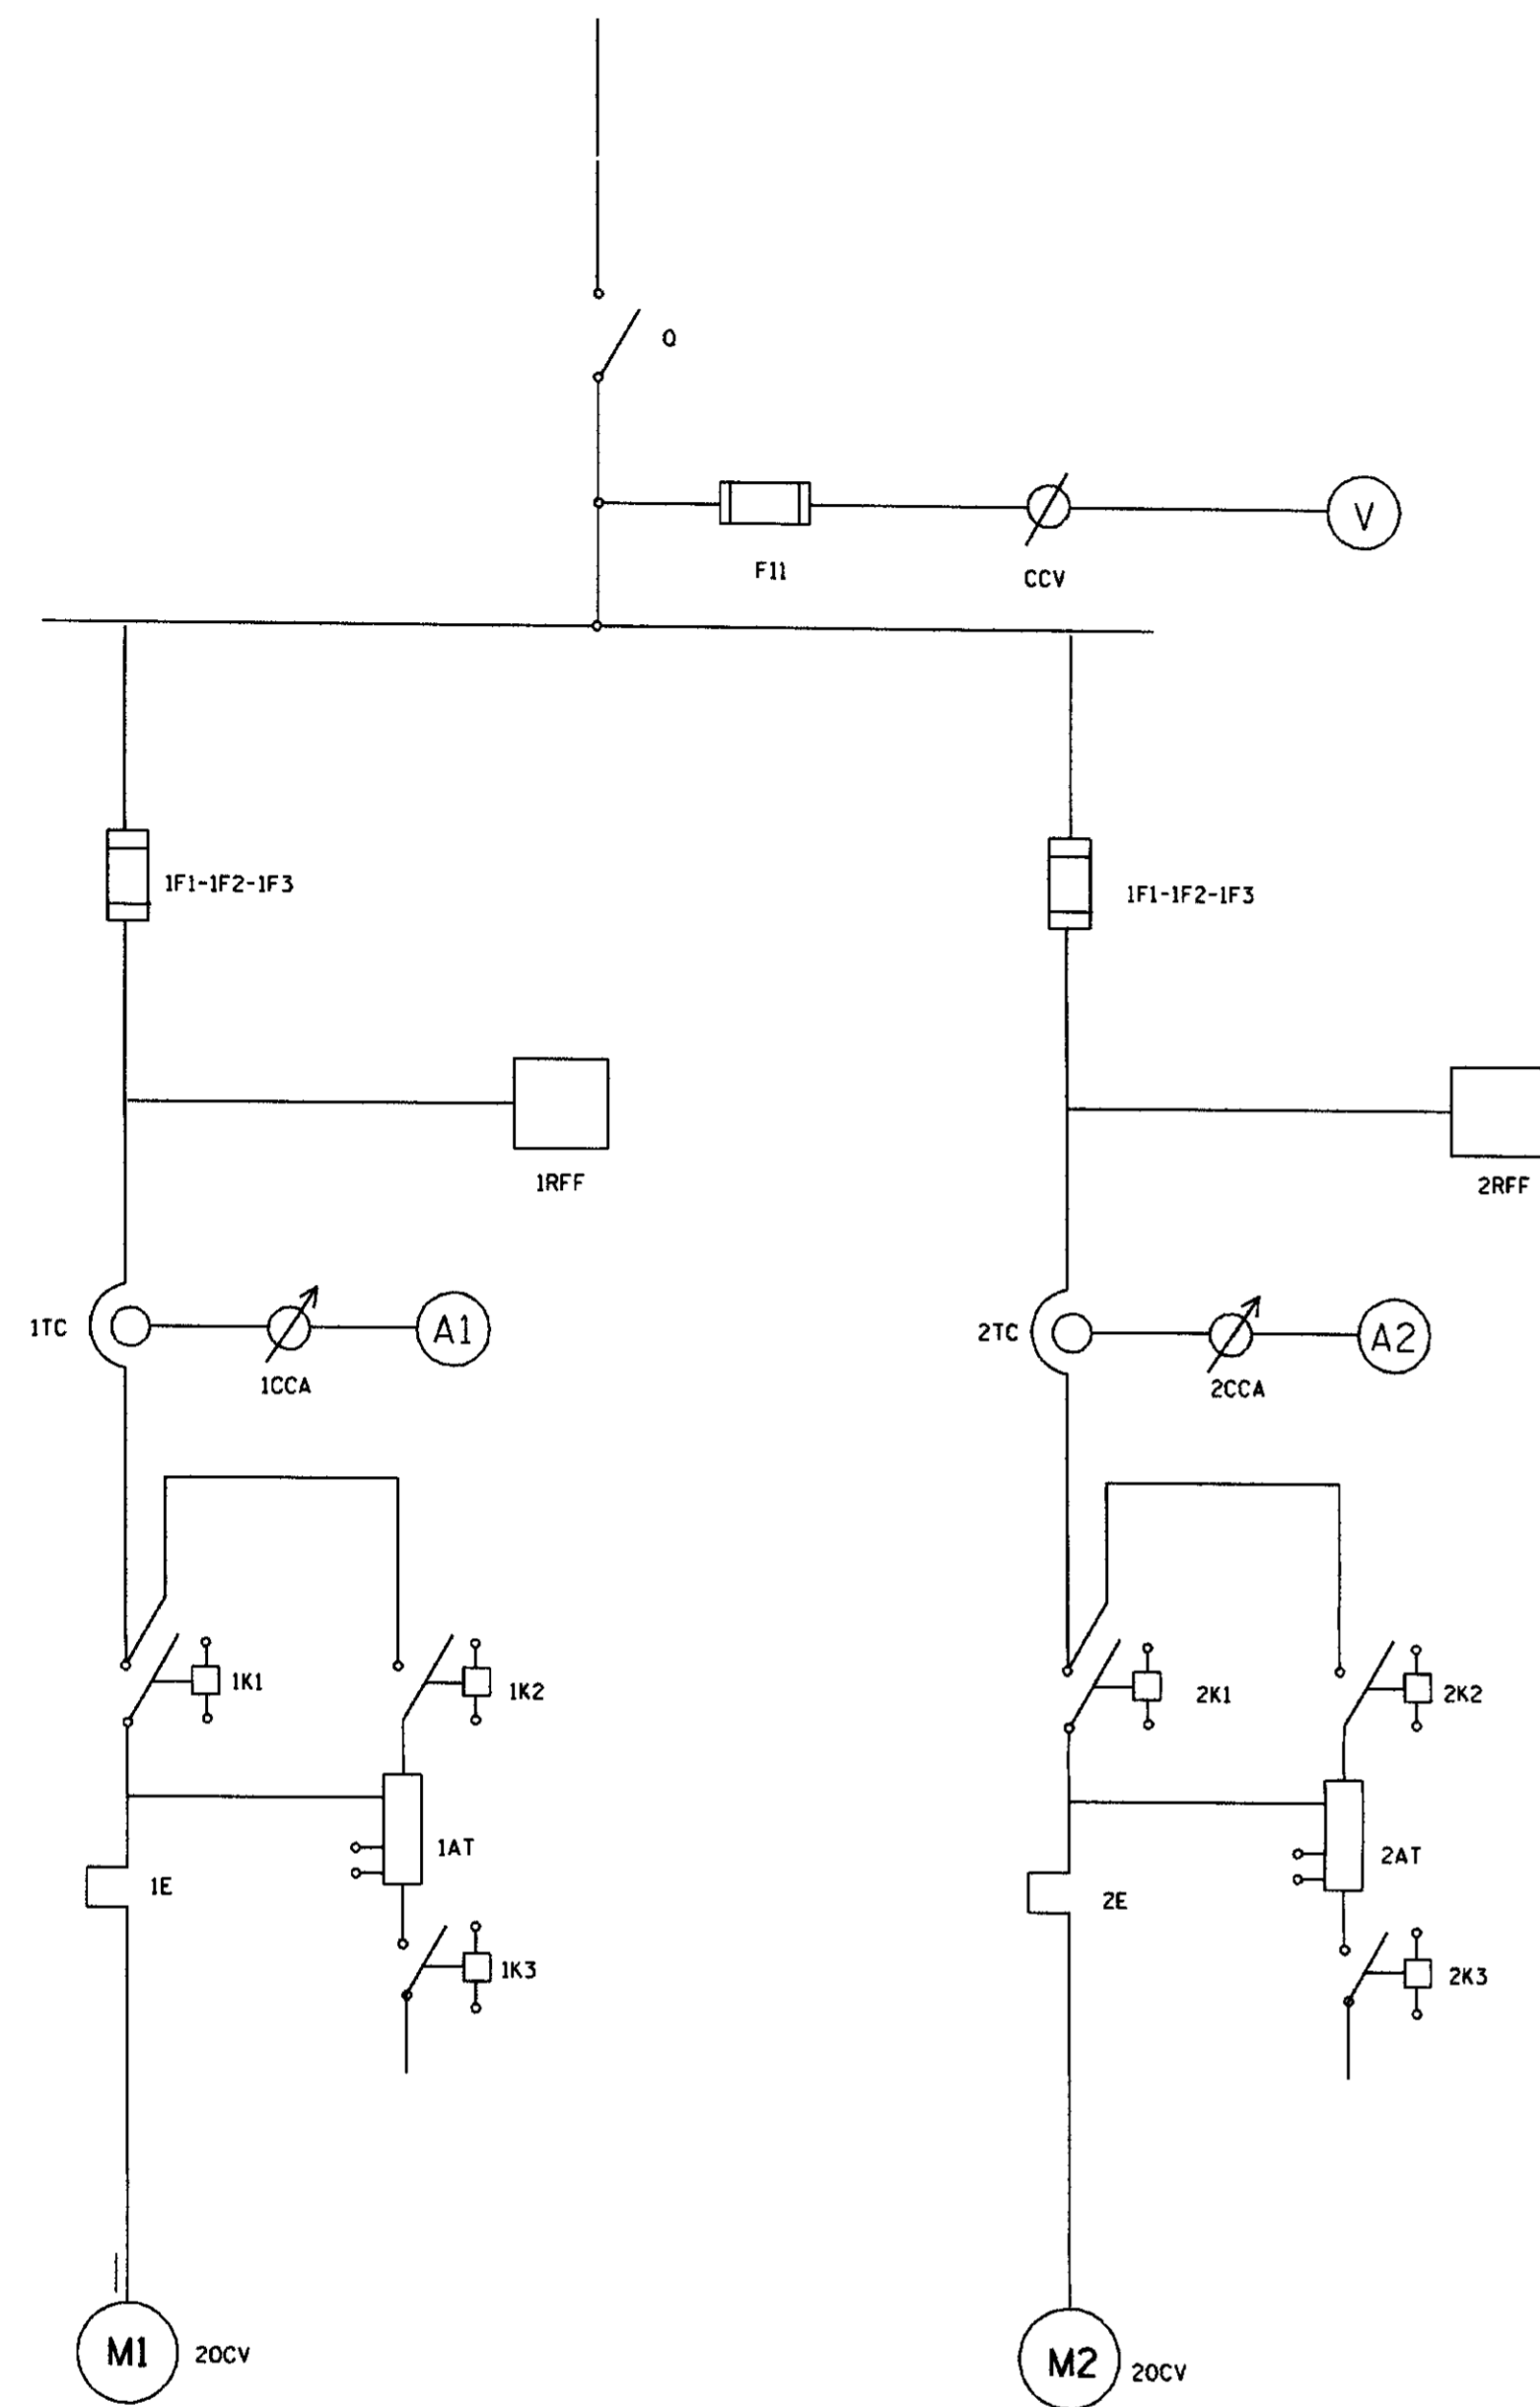 Q
V
F11
CCV
1F1-1F2-1F3
1F1-1F2-1F3
1RFF
2RFF
1TC
A1
2TC
A2
1CCA
2CCA
1K1
1K2
2K1
2K2
1AT
2AT
1E
2E
1K3
2K3
M1
20CV
M2
20CV